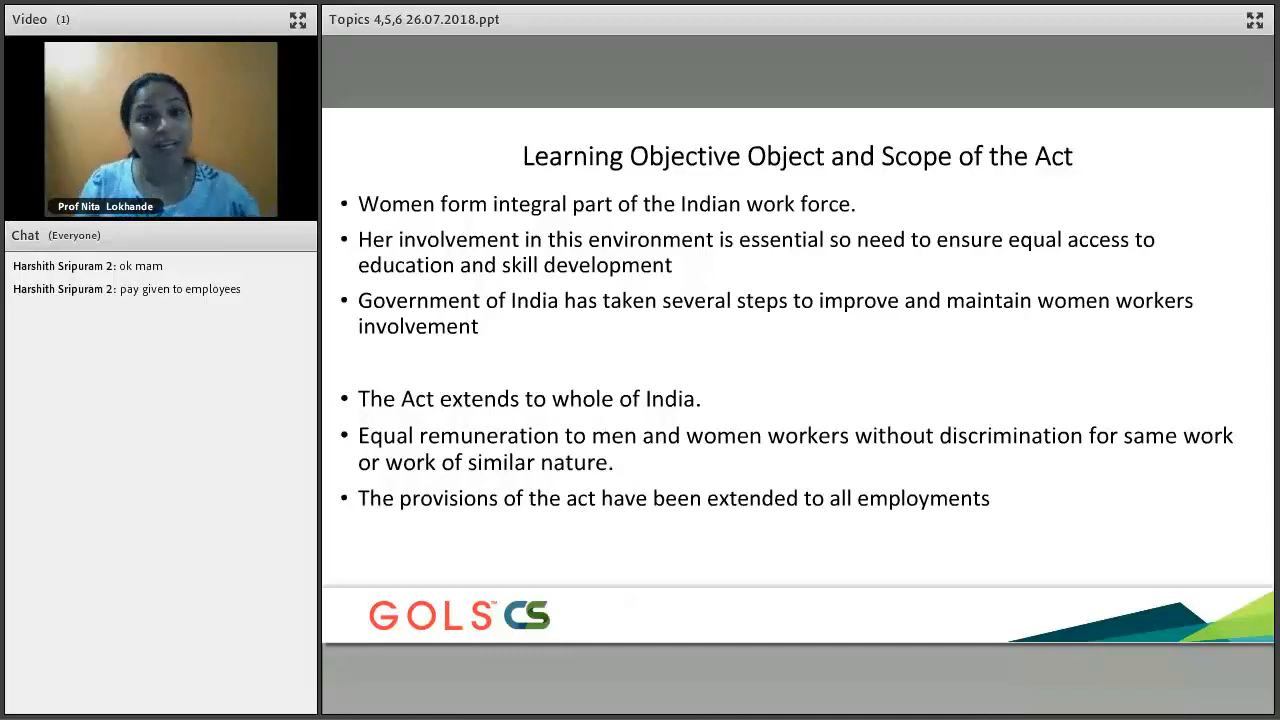 Video (1)
Topics 4,5,6 26.07.2018.ppt
Prof Nita Lokhande
Chat (Everyone)
Harshith Sripuram 2: ok mam
Harshith Sripuram 2: pay given to employees
Learning Objective Object and Scope of the Act
• Women form integral part of the Indian work force.
• Her involvement in this environment is essential so need to ensure equal access to
education and skill development
• Government of India has taken several steps to improve and maintain women workers
involvement
• The Act extends to whole of India.
• Equal remuneration to men and women workers without discrimination for same work
or work of similar nature.
• The provisions of the act have been extended to all employments
GOLS™ CS